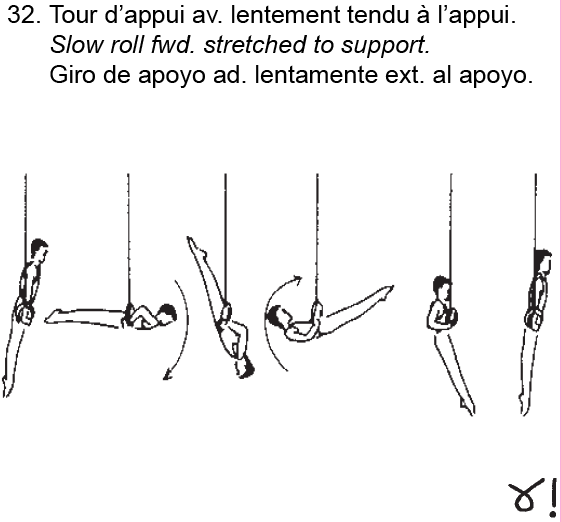 32. Tour d'appui av. lentement tendu à l'appui.
Slow roll fwd. stretched to support.
Giro de apoyo ad. lentamente ext. al apoyo.